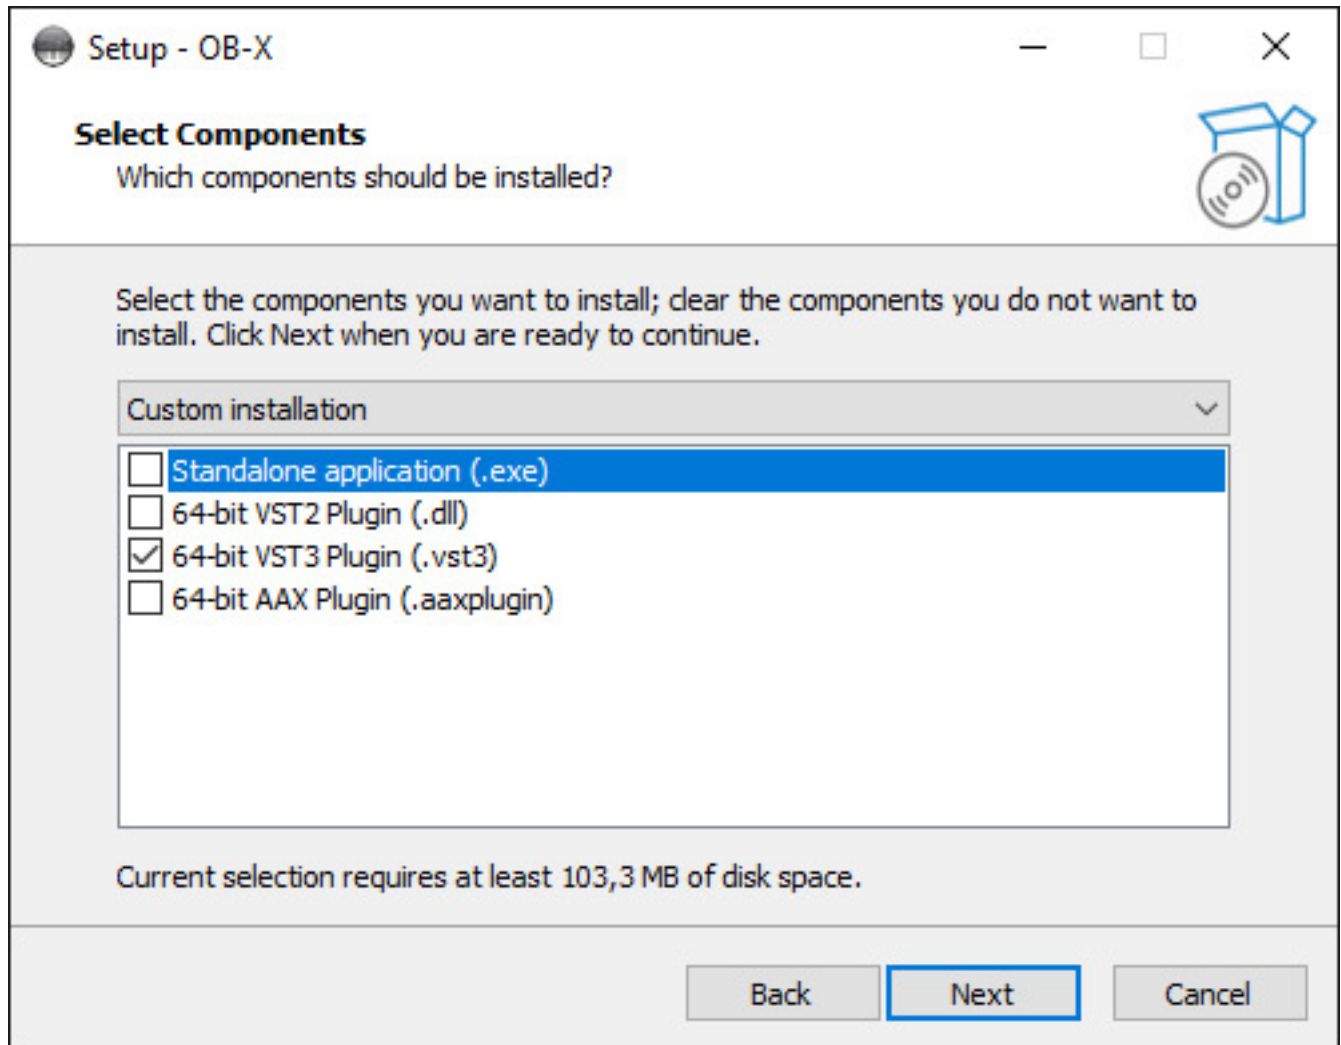 Setup - OB-X
Select Components
Which components should be installed?
Select the components you want to install; clear the components you do not want to
install. Click Next when you are ready to continue.
Custom installation
Standalone application (.exe)
64-bit VST2 Plugin (.dll)
64-bit VST3 Plugin (.vst3)
64-bit AAX Plugin (.aaxplugin)
Current selection requires at least 103,3 MB of disk space.
Back Next Cancel